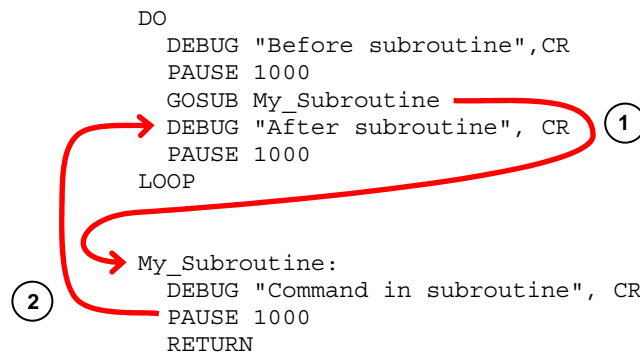 DO
DEBUG "Before subroutine",CR
PAUSE 1000
GOSUB My_Subroutine
1
DEBUG "After subroutine", CR
PAUSE 1000
LOOP
My_Subroutine:
DEBUG "Command in subroutine", CR
2
PAUSE 1000
RETURN